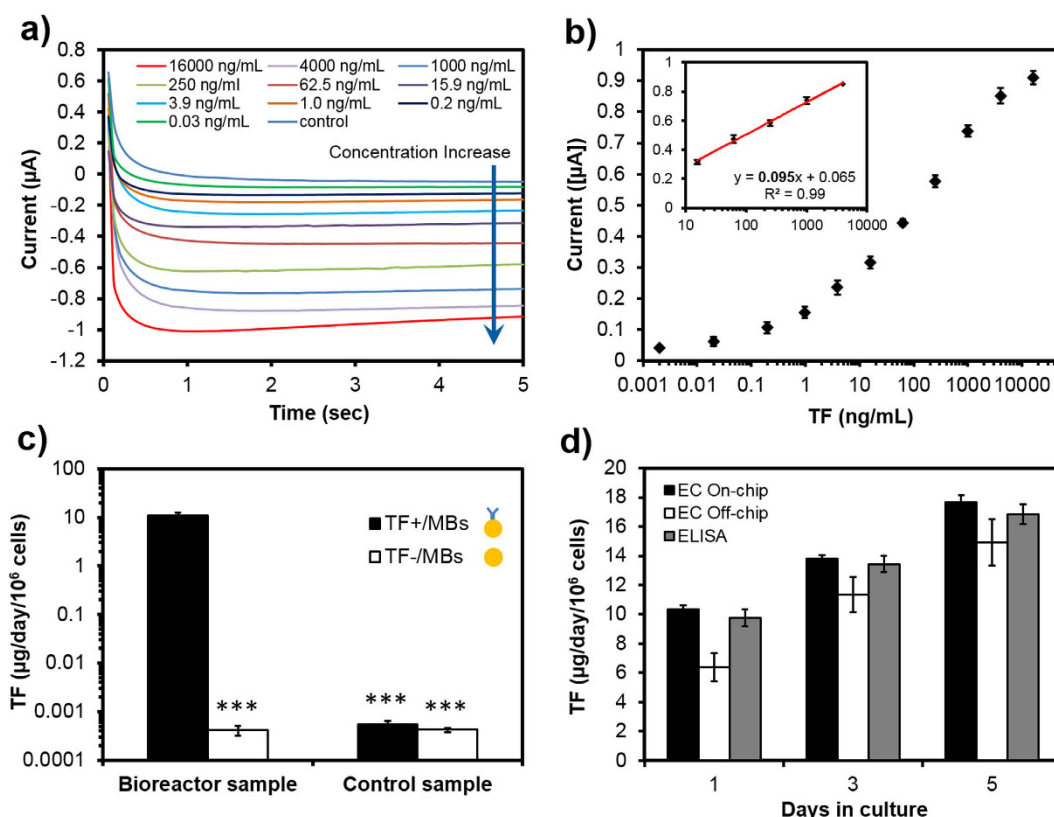 a)
0.8
0.6
0.4
0.2
0
-0.2
-0.4
-0.6
-0.8
-1
-1.2
Current (µA)
16000 ng/mL 4000 ng/mL 1000 ng/mL
250 ng/ml 62.5 ng/mL 15.9 ng/mL
3.9 ng/mL 1.0 ng/mL 0.2 ng/mL
0.03 ng/mL control
Concentration Increase
0 1 2 3 4 5
Time (sec)
b)
1
0.9
0.8
0.7
0.6
0.5
0.4
0.3
0.2
0.1
0
Current ([µA])
1
0.8
0.6
0.4
0.2
0
y = 0.095x + 0.065
R² = 0.99
10 100 1000 10000
0.001 0.01 0.1 1 10 100 1000 10000
TF (ng/mL)
c)
100
10
1
0.1
0.01
0.001
0.0001
TF (µg/day/10⁶ cells)
TF+/MBs
TF-/MBs
*** *** ***
Bioreactor sample Control sample
d)
20
18
16
14
12
10
8
6
4
2
0
TF (µg/day/10⁶ cells)
EC On-chip
EC Off-chip
ELISA
1 3 5
Days in culture